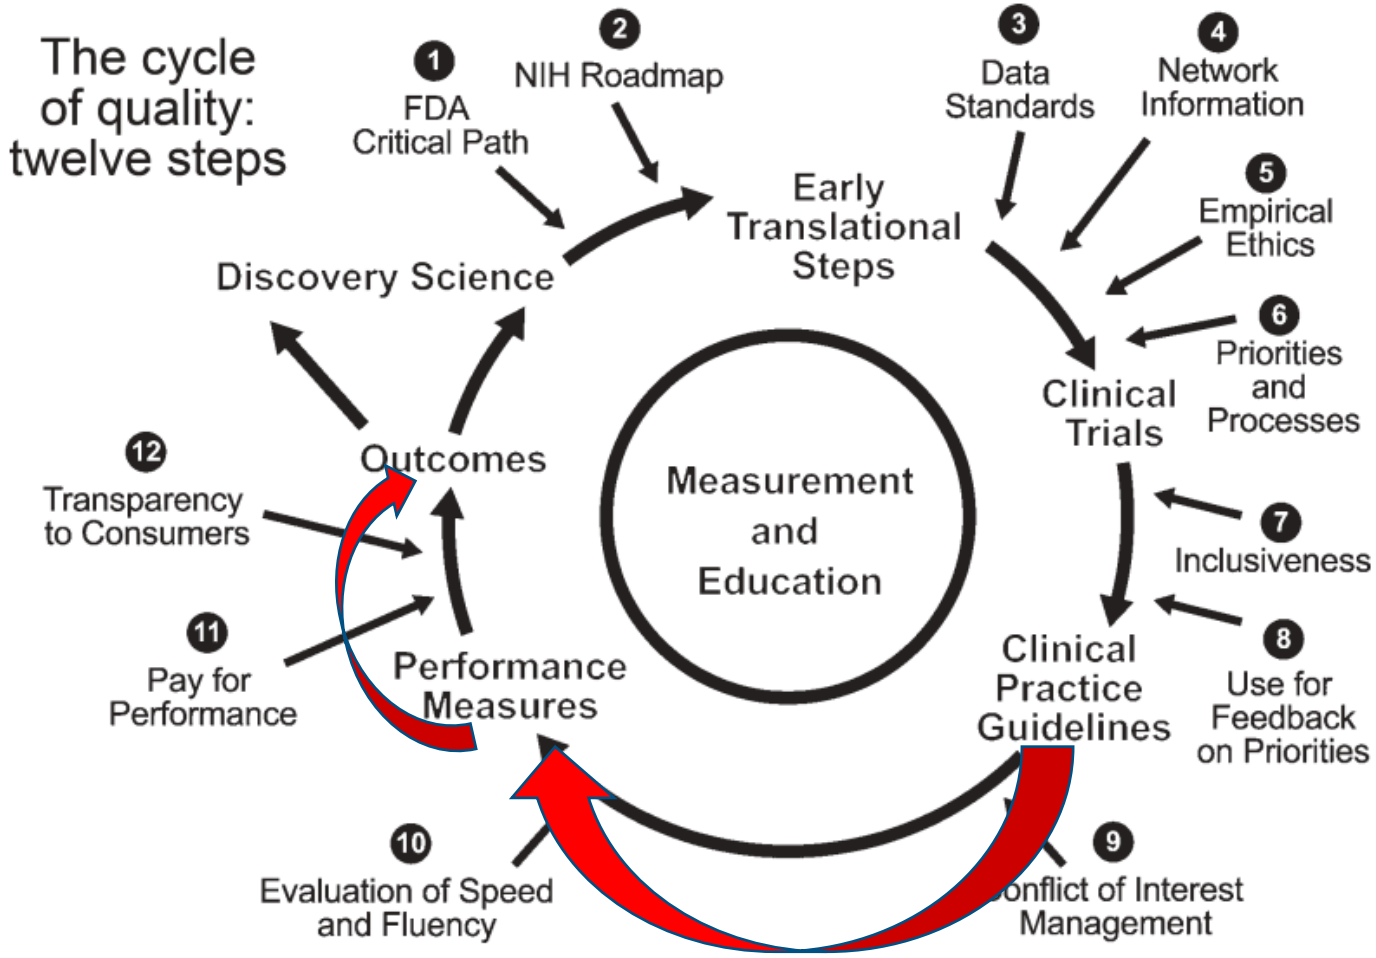 The cycle
of quality:
twelve steps
1
FDA
Critical Path
2
NIH Roadmap
3
Data
Standards
4
Network
Information
5
Empirical
Ethics
6
Priorities
and
Processes
7
Inclusiveness
8
Use for
Feedback
on Priorities
9
Conflict of Interest
Management
10
Evaluation of Speed
and Fluency
11
Pay for
Performance
12
Transparency
to Consumers
Discovery Science
Early
Translational
Steps
Clinical
Trials
Clinical
Practice
Guidelines
Performance
Measures
Outcomes
Measurement
and
Education